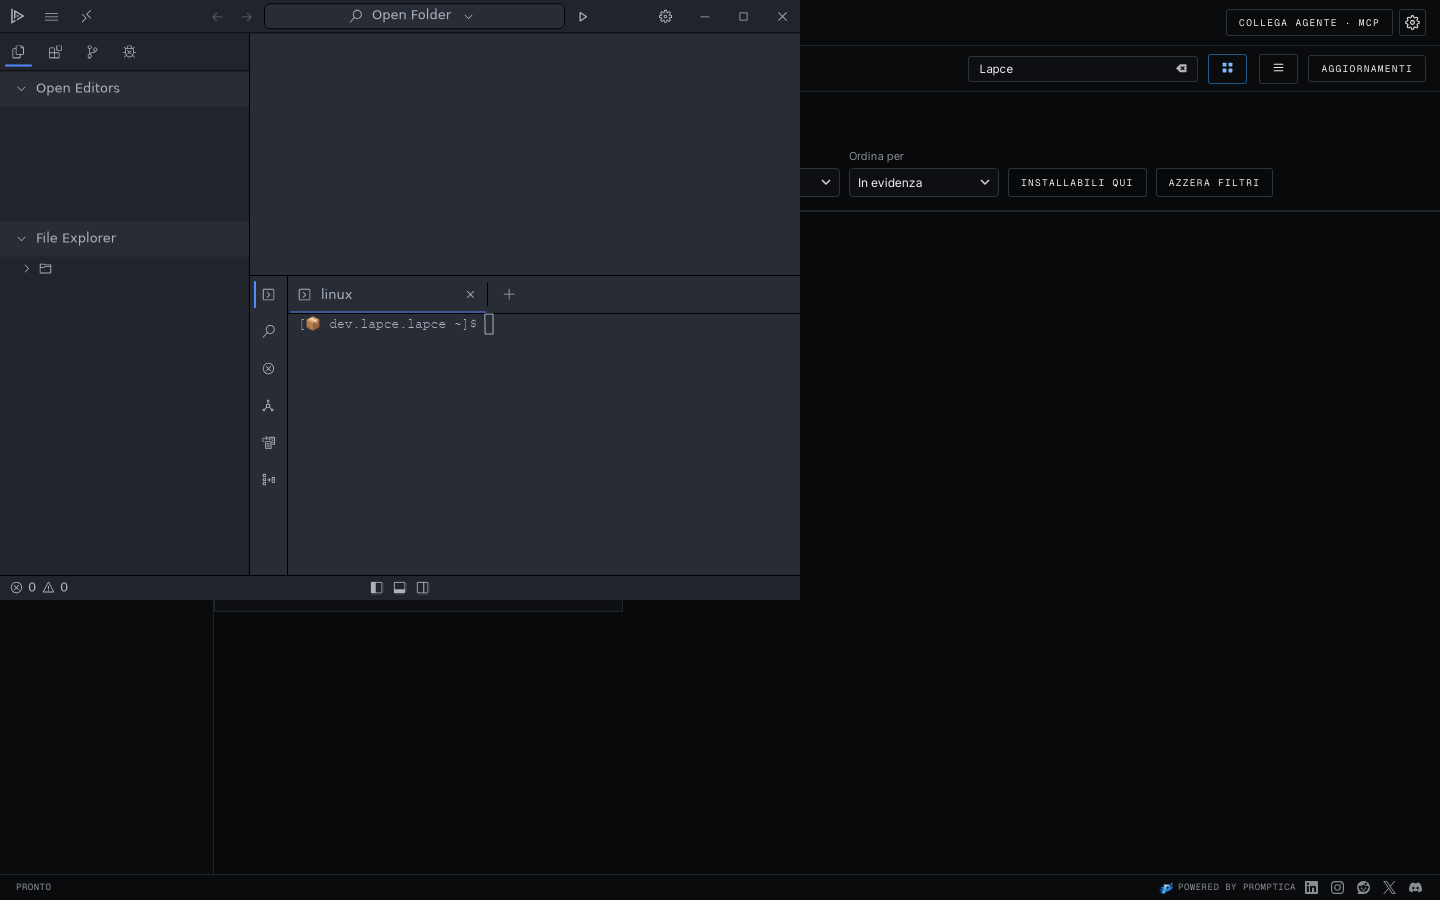 Open Folder
COLLEGA AGENTE · MCP
Lapce
AGGIORNAMENTI
Open Editors
Ordina per
In evidenza
INSTALLABILI QUI
AZZERA FILTRI
File Explorer
linux
[📦 dev.lapce.lapce ~]$
0 0
PRONTO
POWERED BY PROMPTICA